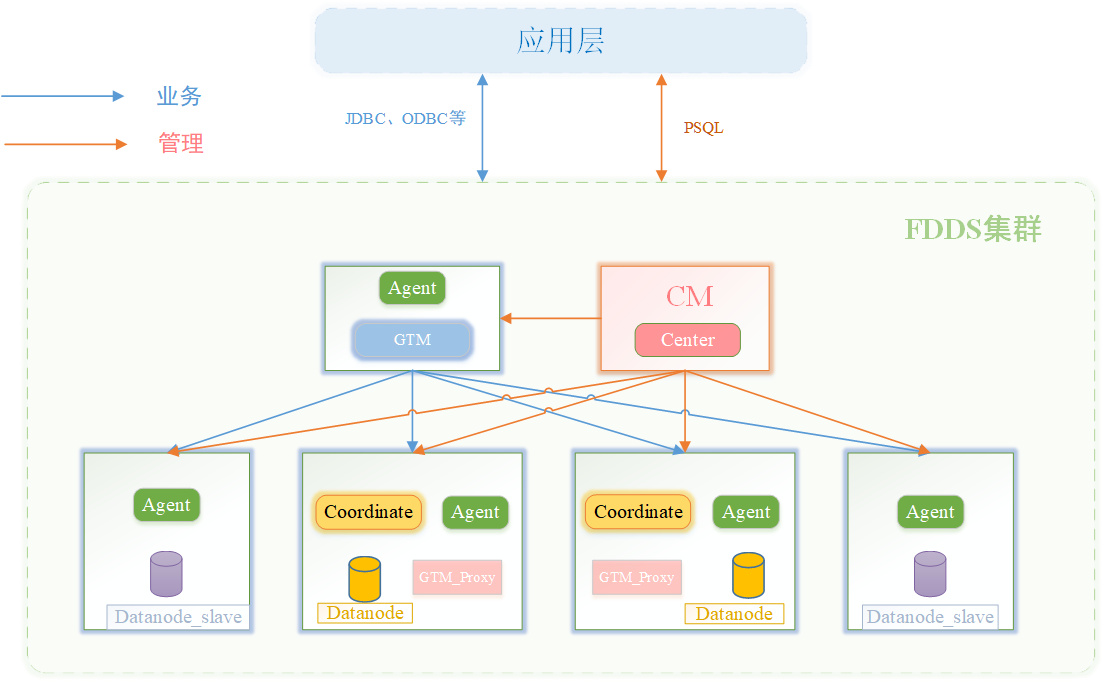 应用层
业务
管理
JDBC、ODBC等
PSQL
FDDS集群
Agent
GTM
CM
Center
Agent
Datanode_slave
Coordinate
Agent
GTM_Proxy
Datanode
Coordinate
Agent
GTM_Proxy
Datanode
Agent
Datanode_slave